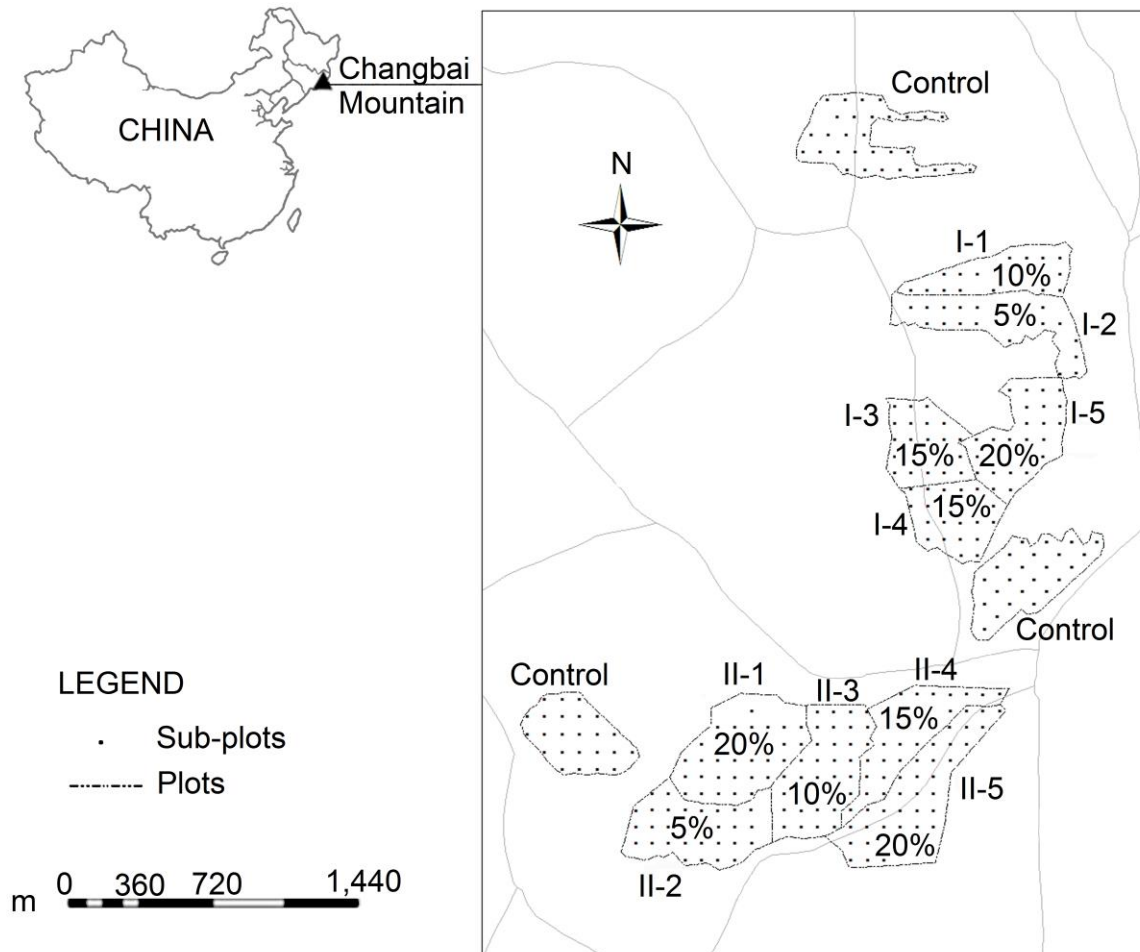 Changbai
Mountain
CHINA
Control
N
I-1
10%
5%
I-2
I-3
I-5
15%
20%
15%
I-4
Control
Control
II-1
II-3
II-4
15%
20%
10%
II-5
5%
20%
II-2
LEGEND
Sub-plots
Plots
m 0 360 720 1,440